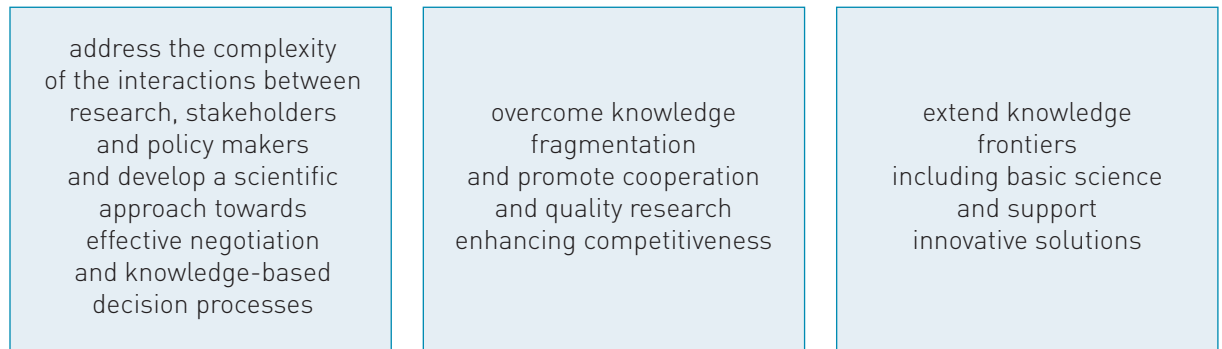 address the complexity
of the interactions between
research, stakeholders
and policy makers
and develop a scientific
approach towards
effective negotiation
and knowledge-based
decision processes
overcome knowledge
fragmentation
and promote cooperation
and quality research
enhancing competitiveness
extend knowledge
frontiers
including basic science
and support
innovative solutions